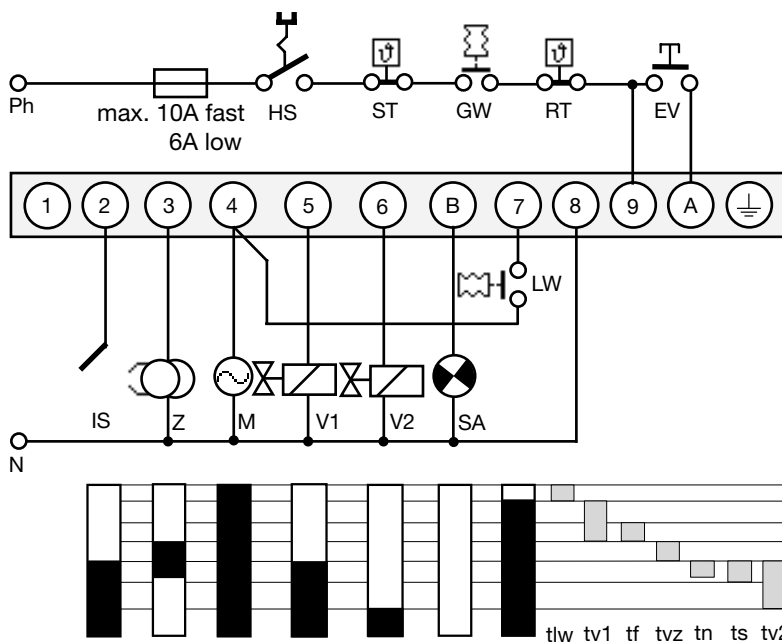 ϑ ϑ
Ph HS ST GW RT EV
max. 10A fast
6A low
1 2 3 4 5 6 B 7 8 9 A
LW
IS Z M V1 V2 SA
N
tlw tv1 tf tvz tn ts tv2